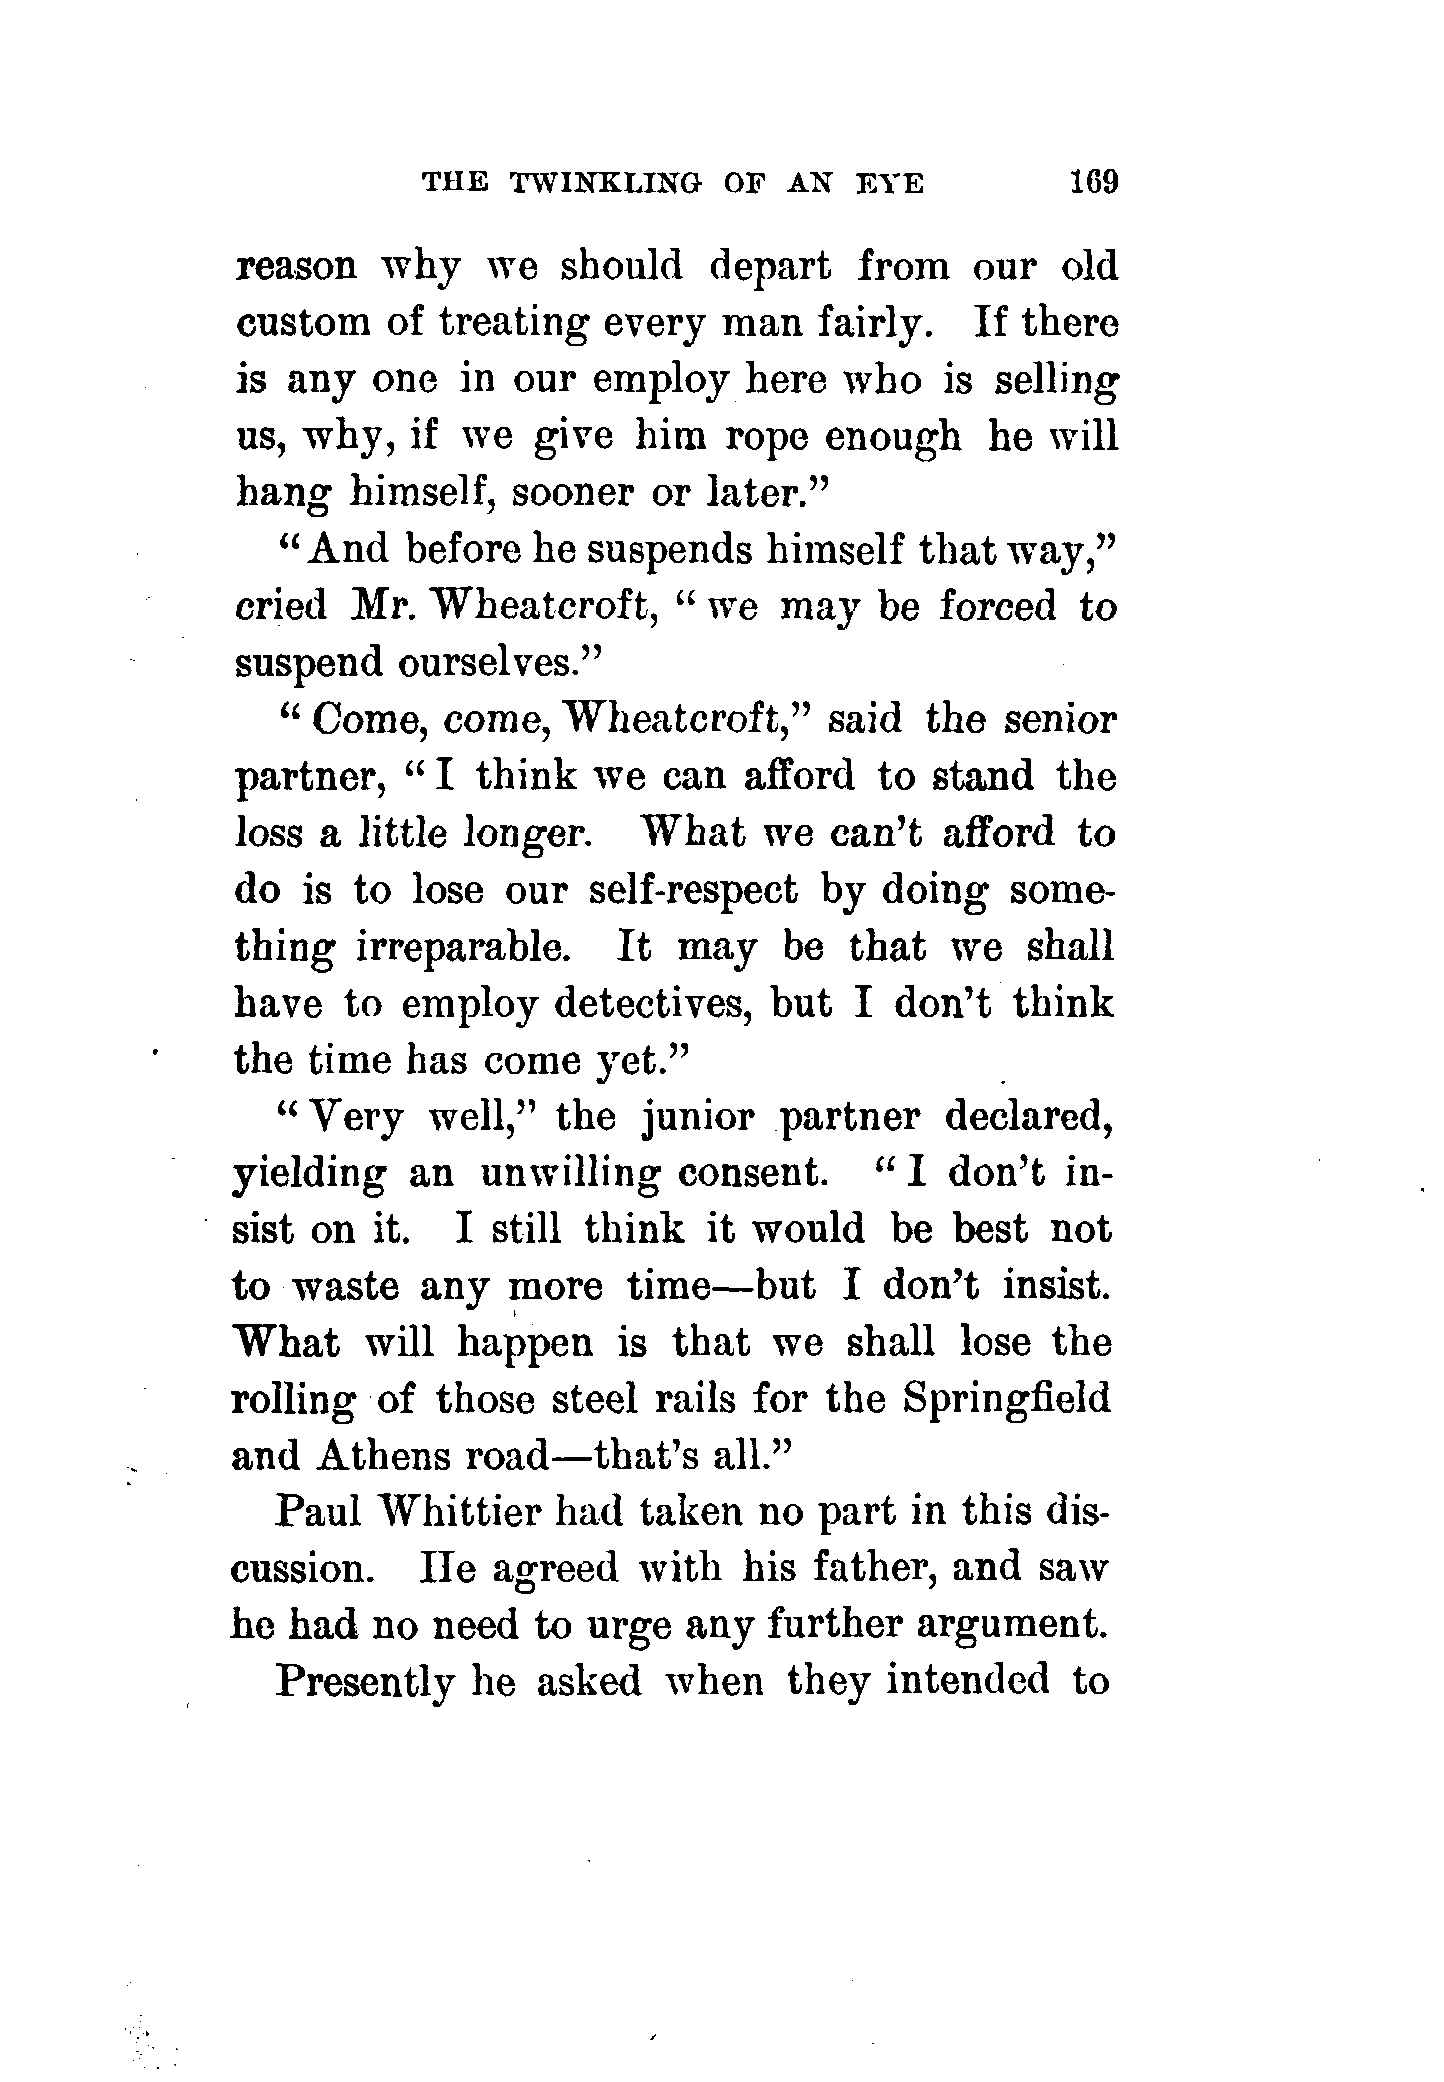 THE TWINKLING OF AN EYE 169
reason why we should depart from our old
custom of treating every man fairly. If there
is any one in our employ here who is selling
us, why, if we give him rope enough he will
hang himself, sooner or later.”
“And before he suspends himself that way,”
cried Mr. Wheatcroft, “we may be forced to
suspend ourselves.”
“Come, come, Wheatcroft,” said the senior
partner, “I think we can afford to stand the
loss a little longer. What we can’t afford to
do is to lose our self-respect by doing some-
thing irreparable. It may be that we shall
have to employ detectives, but I don’t think
the time has come yet.”
“Very well,” the junior partner declared,
yielding an unwilling consent. “I don’t in-
sist on it. I still think it would be best not
to waste any more time—but I don’t insist.
What will happen is that we shall lose the
rolling of those steel rails for the Springfield
and Athens road—that’s all.”
Paul Whittier had taken no part in this dis-
cussion. He agreed with his father, and saw
he had no need to urge any further argument.
Presently he asked when they intended to